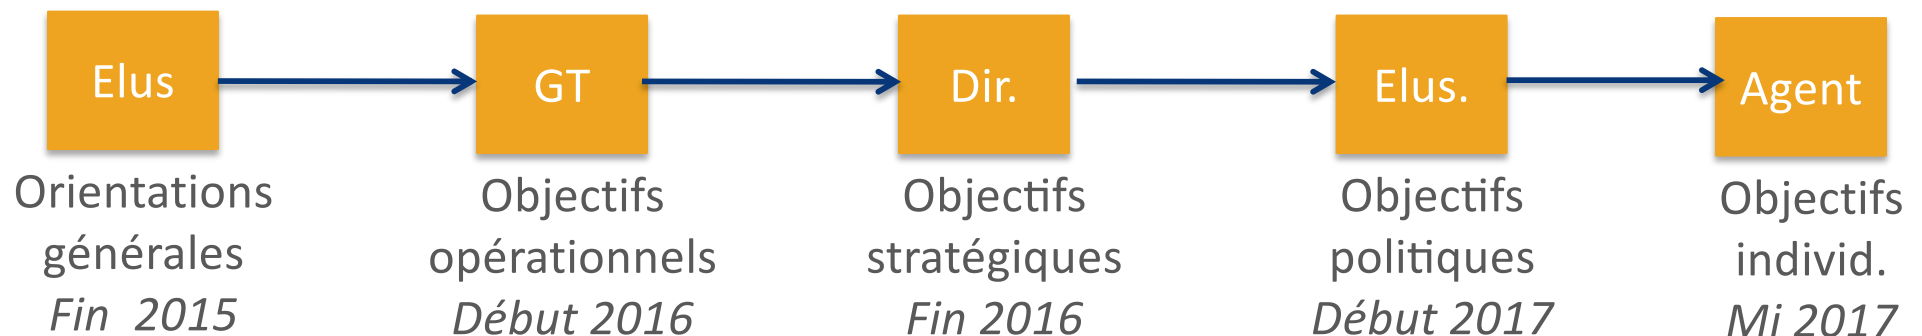 Elus
GT
Dir.
Elus.
Agent
Orientations
générales
Fin 2015
Objectifs
opérationnels
Début 2016
Objectifs
stratégiques
Fin 2016
Objectifs
politiques
Début 2017
Objectifs
individ.
Mi 2017